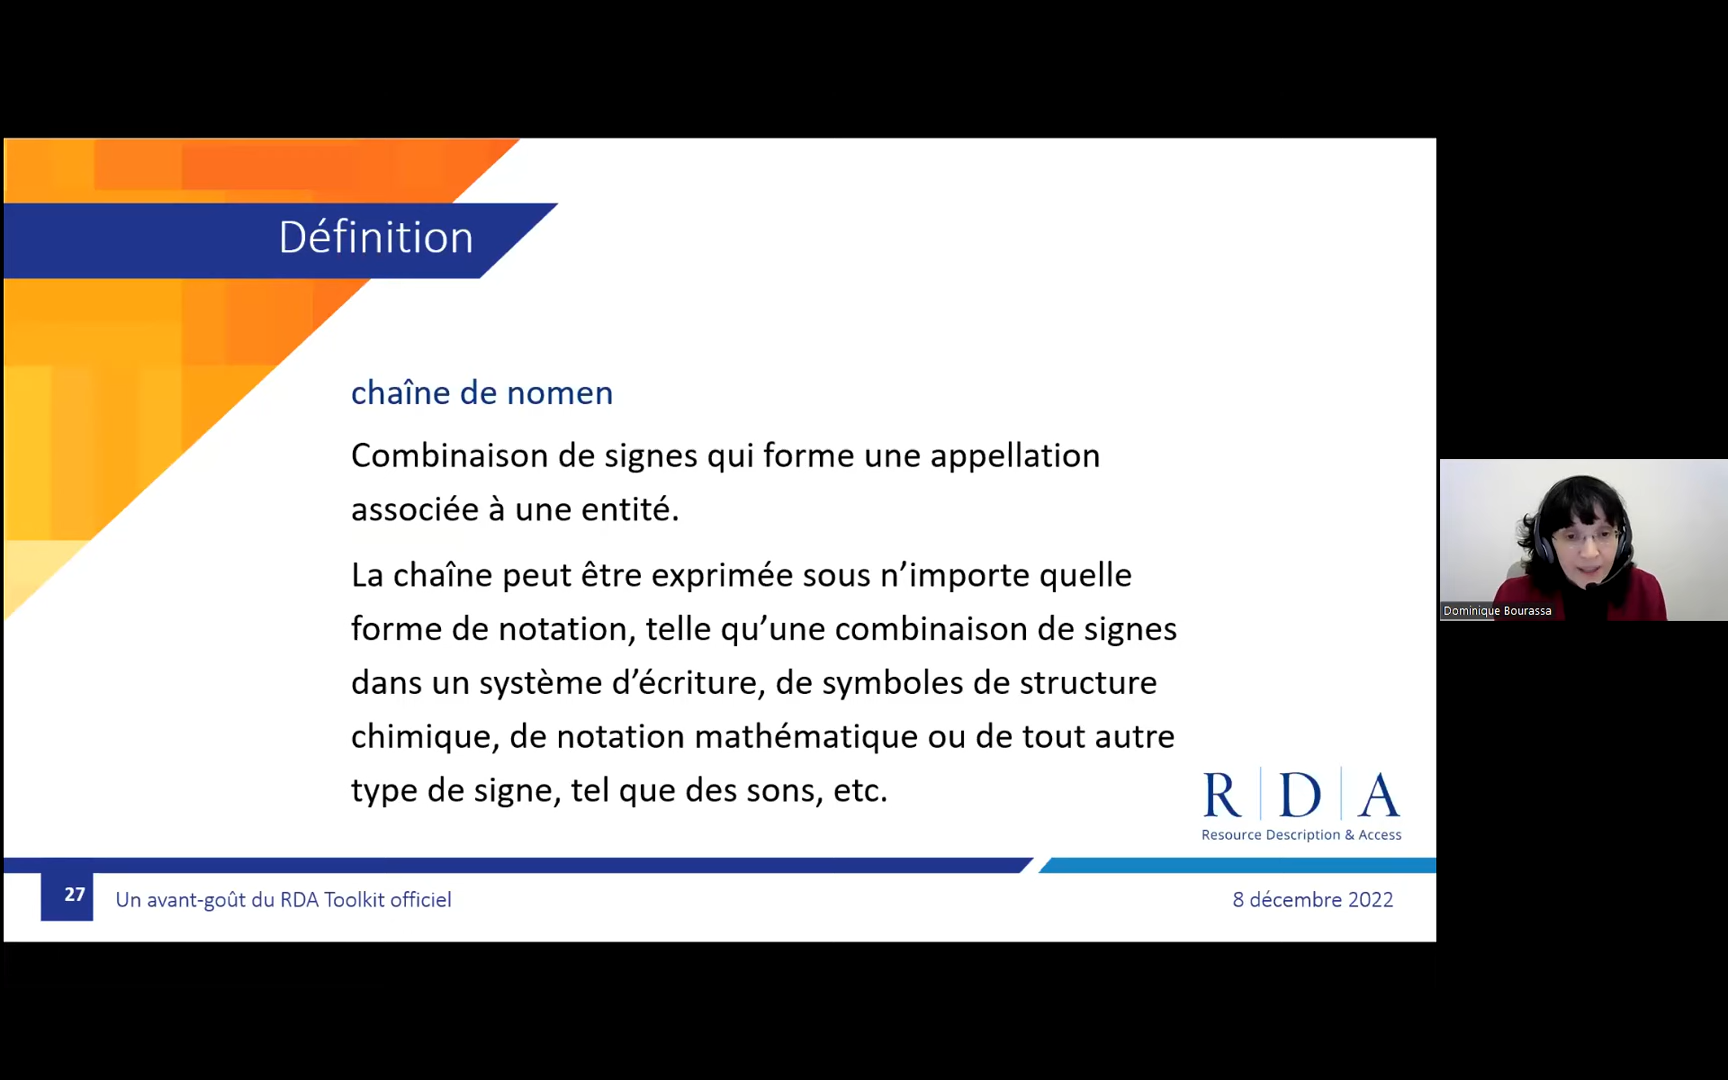 Définition
chaîne de nomen
Combinaison de signes qui forme une appellation
associée à une entité.
La chaîne peut être exprimée sous n’importe quelle
forme de notation, telle qu’une combinaison de signes
dans un système d’écriture, de symboles de structure
chimique, de notation mathématique ou de tout autre
type de signe, tel que des sons, etc.
R | D | A
Resource Description & Access
27
Un avant-goût du RDA Toolkit officiel
8 décembre 2022
Dominique Bourassa